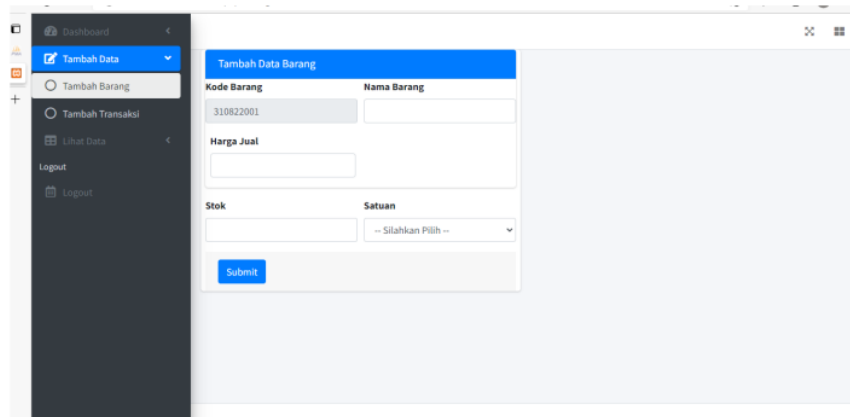 Dashboard
Tambah Data
Tambah Barang
Tambah Transaksi
Lihat Data
Logout
Logout
Tambah Data Barang
Kode Barang Nama Barang
310822001
Harga Jual
Stok Satuan
-- Silahkan Pilih --
Submit